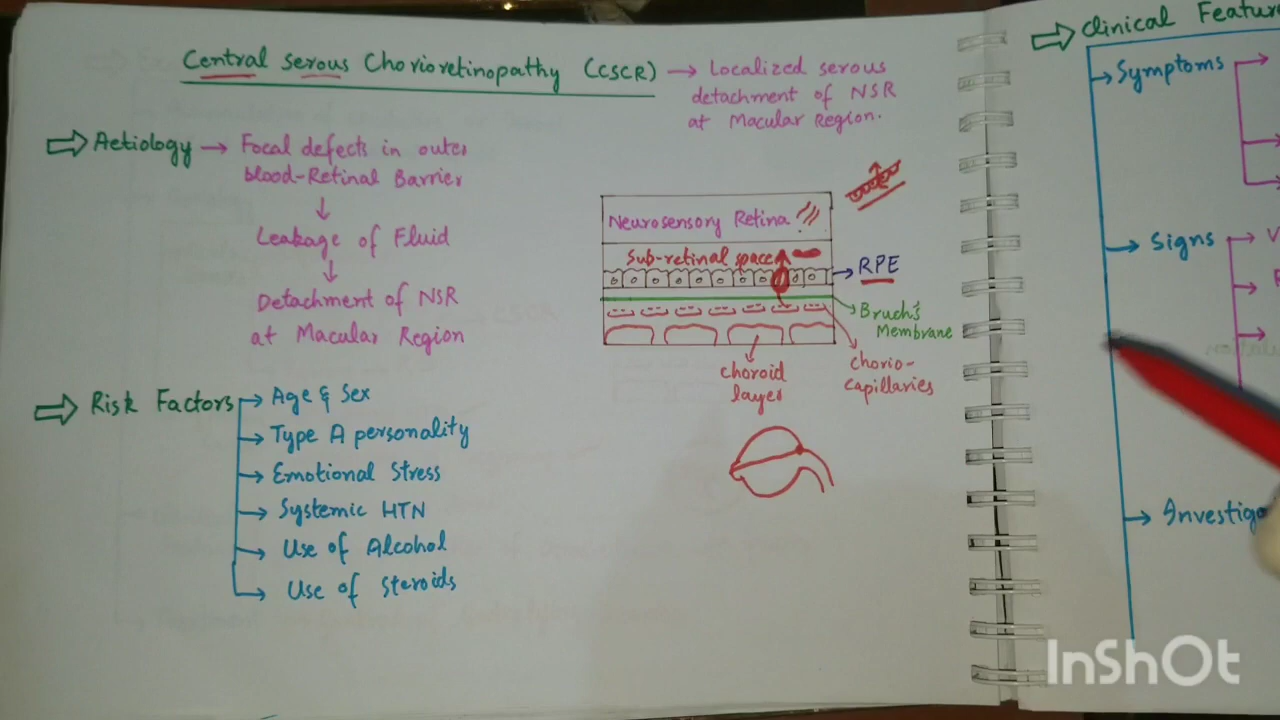 Central serous Chorioretinopathy (CSCR) → Localized serous
detachment of NSR
at Macular Region.
⇒ Aetiology → Focal defects in outer
blood-Retinal Barrier
↓
Leakage of Fluid
↓
Detachment of NSR
at Macular Region
Neurosensory Retina
Sub-retinal space
→ RPE
Bruch's
Membrane
chorio-
capillaries
choroid
layer
⇒ Risk Factors
→ Age & Sex
→ Type A personality
→ Emotional Stress
→ Systemic HTN
→ Use of Alcohol
→ Use of Steroids
⇒ Clinical Featur
→ Symptoms
→ Signs
→ Investiga
InShOt